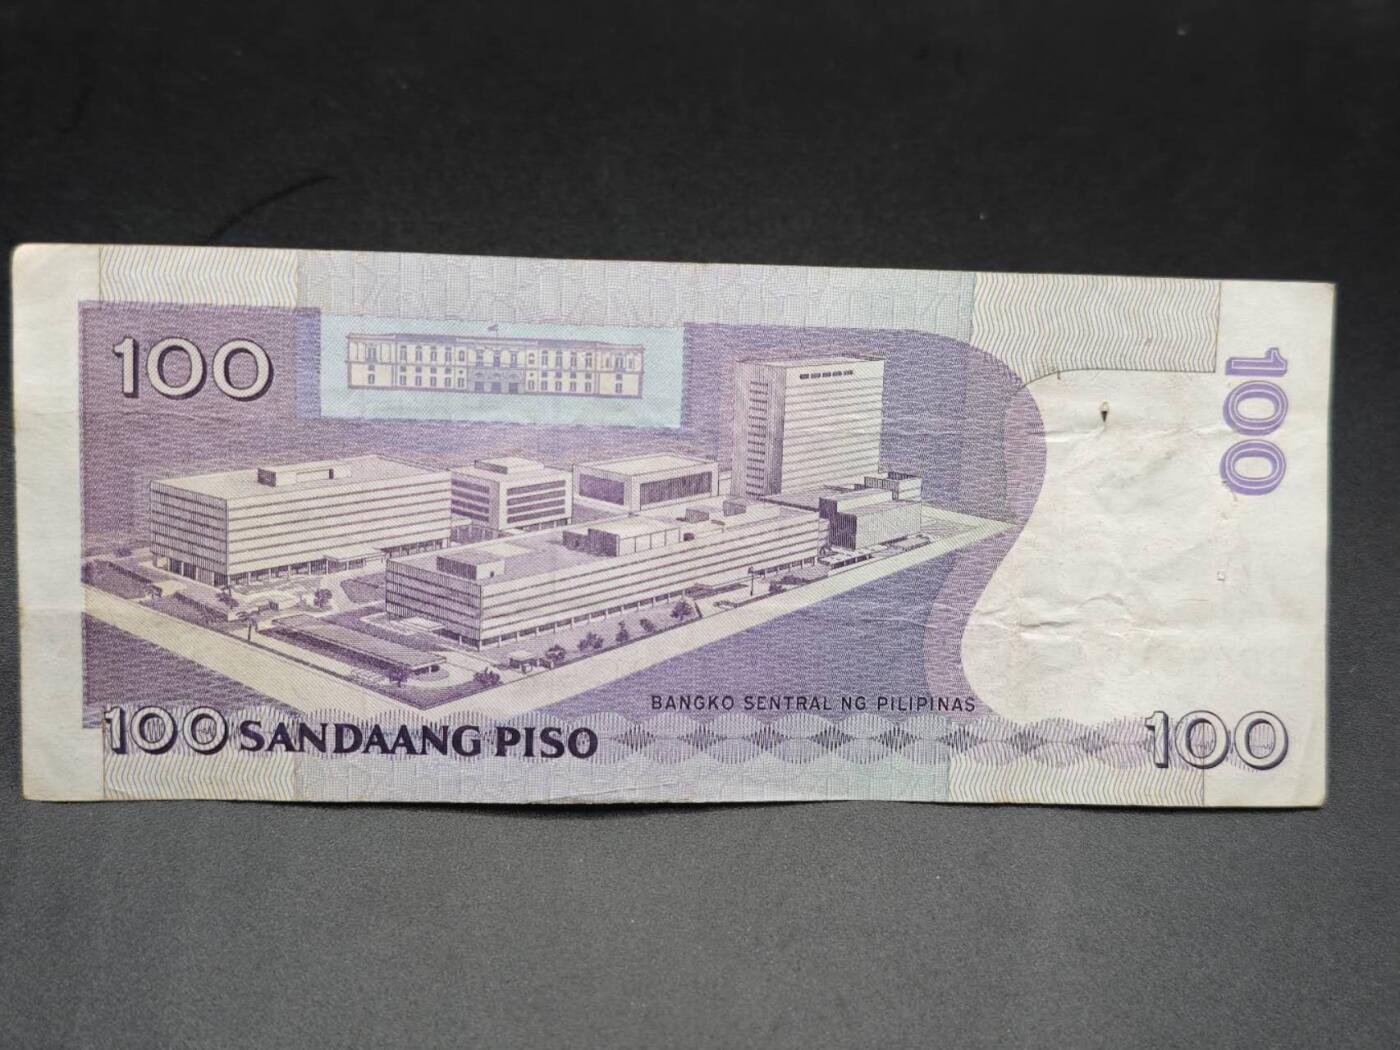 100
100
BANGKO SENTRAL NG PILIPINAS
100 SANDAANG PISO
100